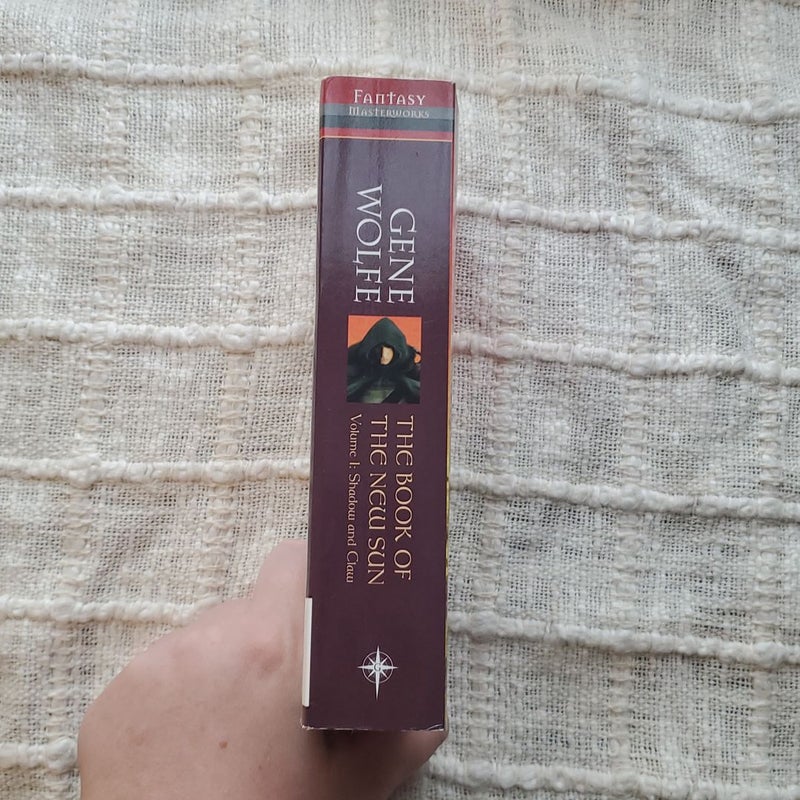 FANTASY
MASTERWORKS
GENE
WOLFE
THE BOOK OF
THE NEW SUN
Volume 1: Shadow and Claw
G